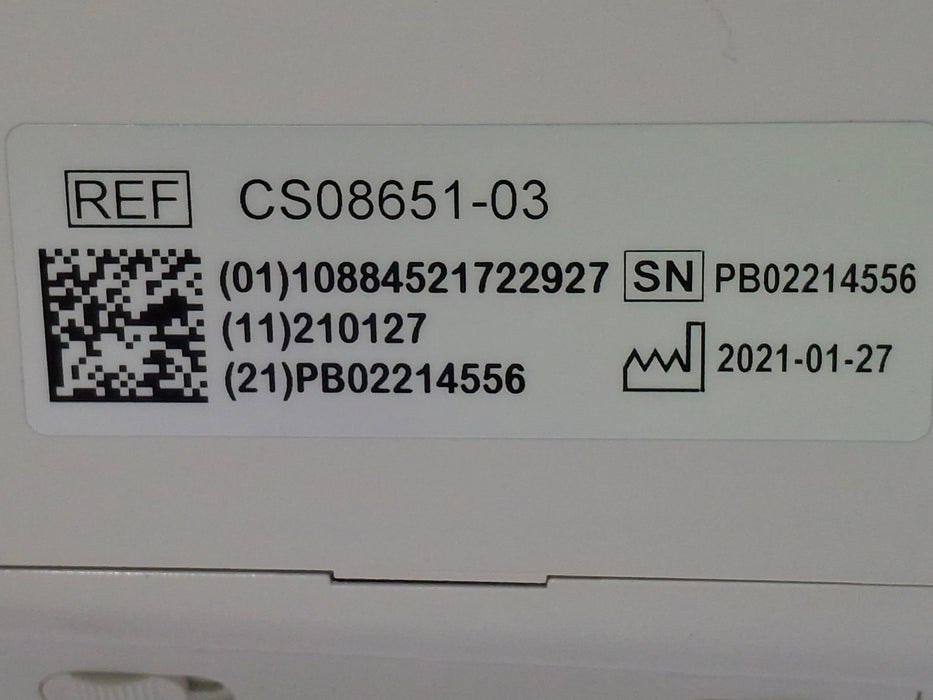 REF CS08651-03
(01)10884521722927 SN PB02214556
(11)210127
(21)PB02214556
2021-01-27